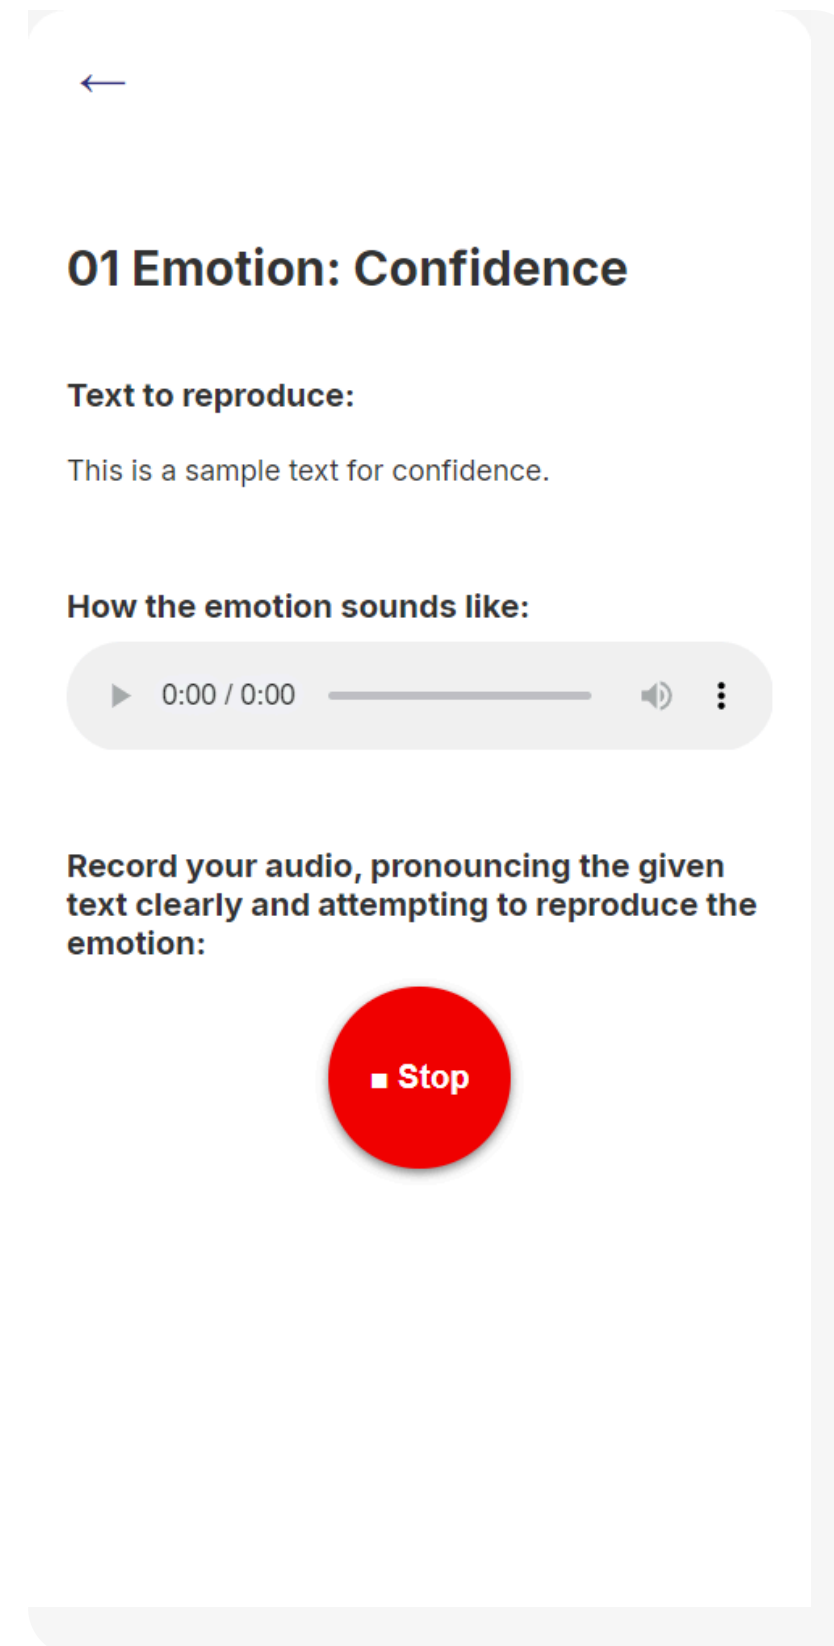 ←
01 Emotion: Confidence
Text to reproduce:
This is a sample text for confidence.
How the emotion sounds like:
0:00 / 0:00
Record your audio, pronouncing the given
text clearly and attempting to reproduce the
emotion:
■ Stop